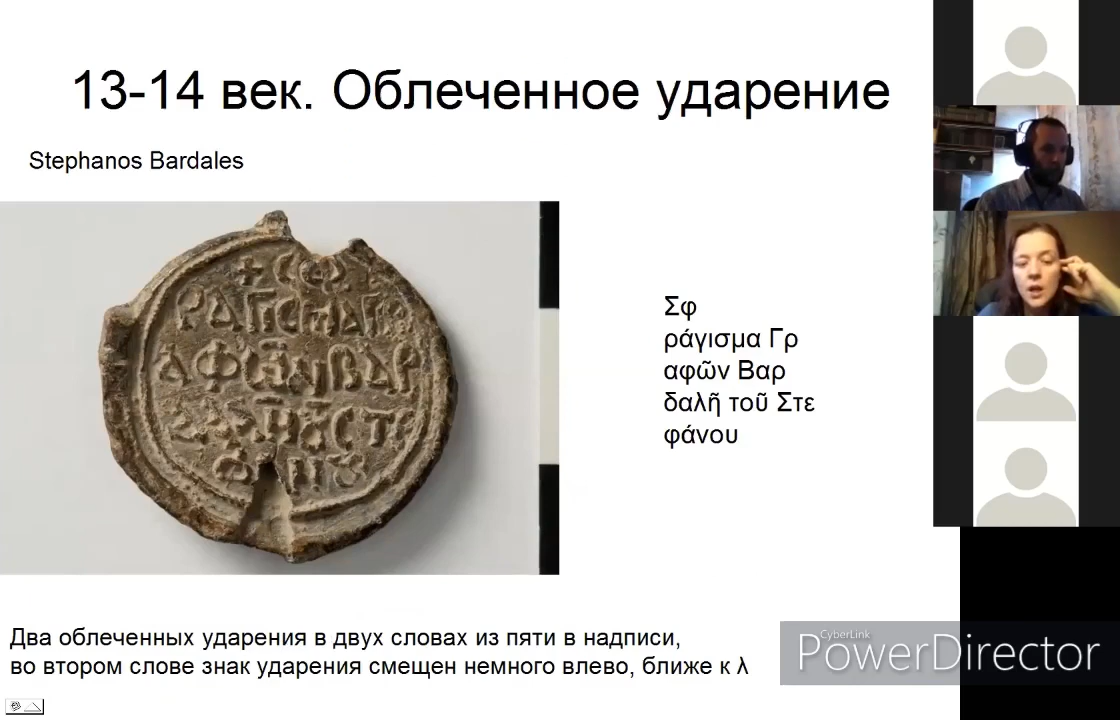 13-14 век. Облеченное ударение
Stephanos Bardales
Σφ
ράγισμα Γρ
αφῶν Βαρ
δαλῆ τοῦ Στε
φάνου
Два облеченных ударения в двух словах из пяти в надписи,
во втором слове знак ударения смещен немного влево, ближе к λ
CyberLink
PowerDirector